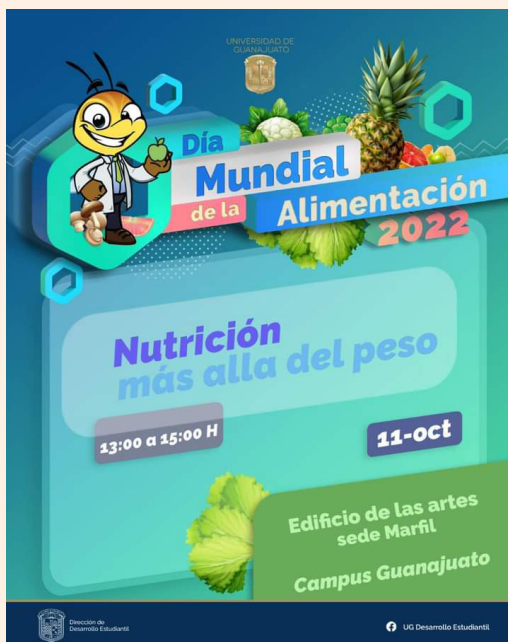 UNIVERSIDAD DE
GUANAJUATO
Día
Mundial
de la
Alimentación
2022
Nutrición
más alla del peso
13:00 a 15:00 H
11-oct
Edificio de las artes
sede Marfil
Campus Guanajuato
Dirección de
Desarrollo Estudiantil
UG Desarrollo Estudiantil